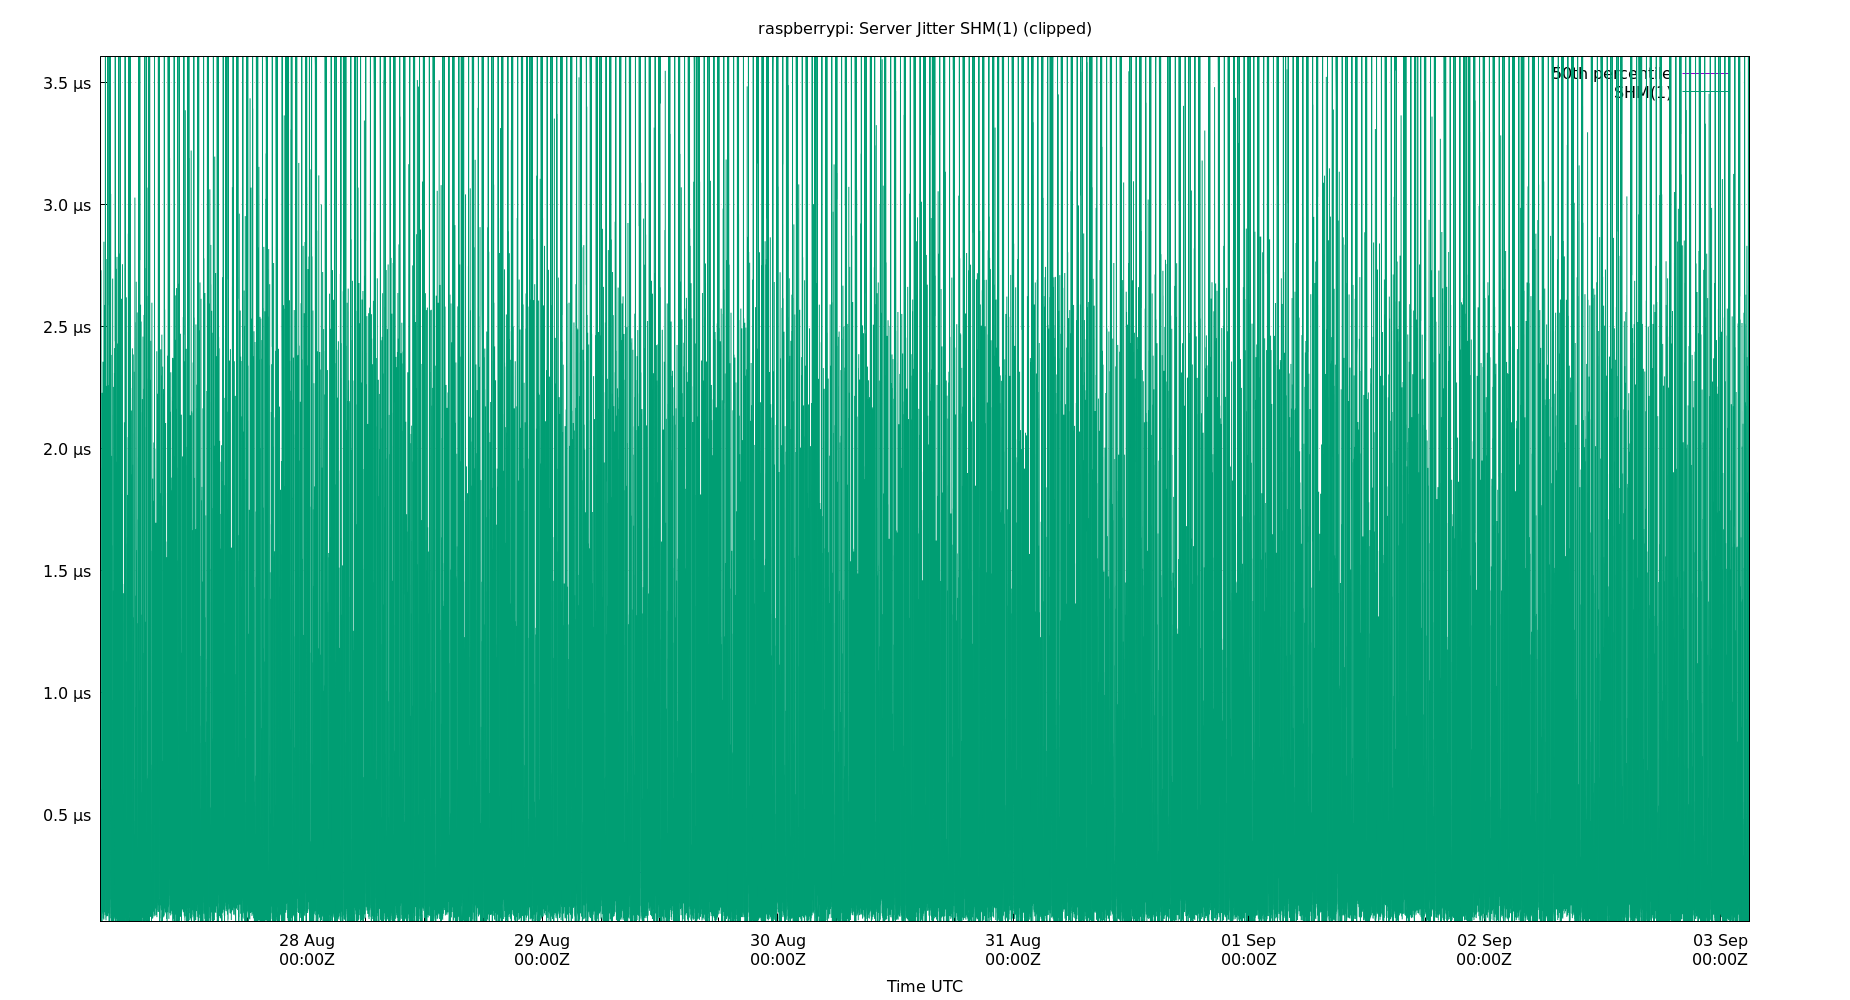 raspberrypi: Server Jitter SHM(1) (clipped)
3.5 µs
50th percentile
SHM(1)
3.0 µs
2.5 µs
2.0 µs
1.5 µs
1.0 µs
0.5 µs
28 Aug 29 Aug 30 Aug 31 Aug 01 Sep 02 Sep 03 Sep
00:00Z 00:00Z 00:00Z 00:00Z 00:00Z 00:00Z 00:00Z
Time UTC